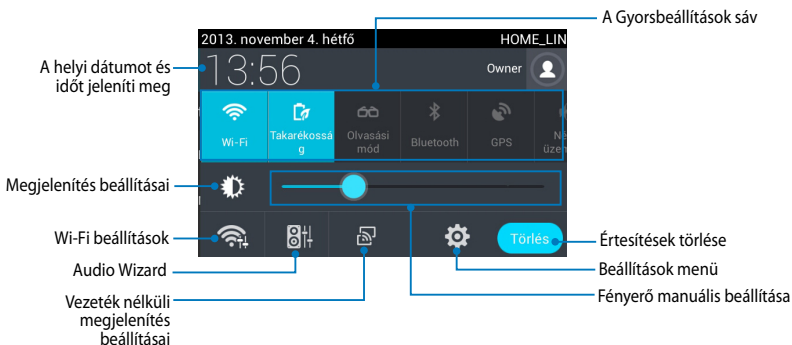 A Gyorsbeállítások sáv
2013. november 4. hétfő
HOME_LIN
A helyi dátumot és
időt jeleníti meg
13:56
Owner
Wi-Fi
Takarékossá
g
Olvasási
mód
Bluetooth
GPS
üzen
Megjelenítés beállításai
Wi-Fi beállítások
Törlés
Értesítések törlése
Audio Wizard
Beállítások menü
Vezeték nélküli
megjelenítés
beállításai
Fényerő manuális beállítása